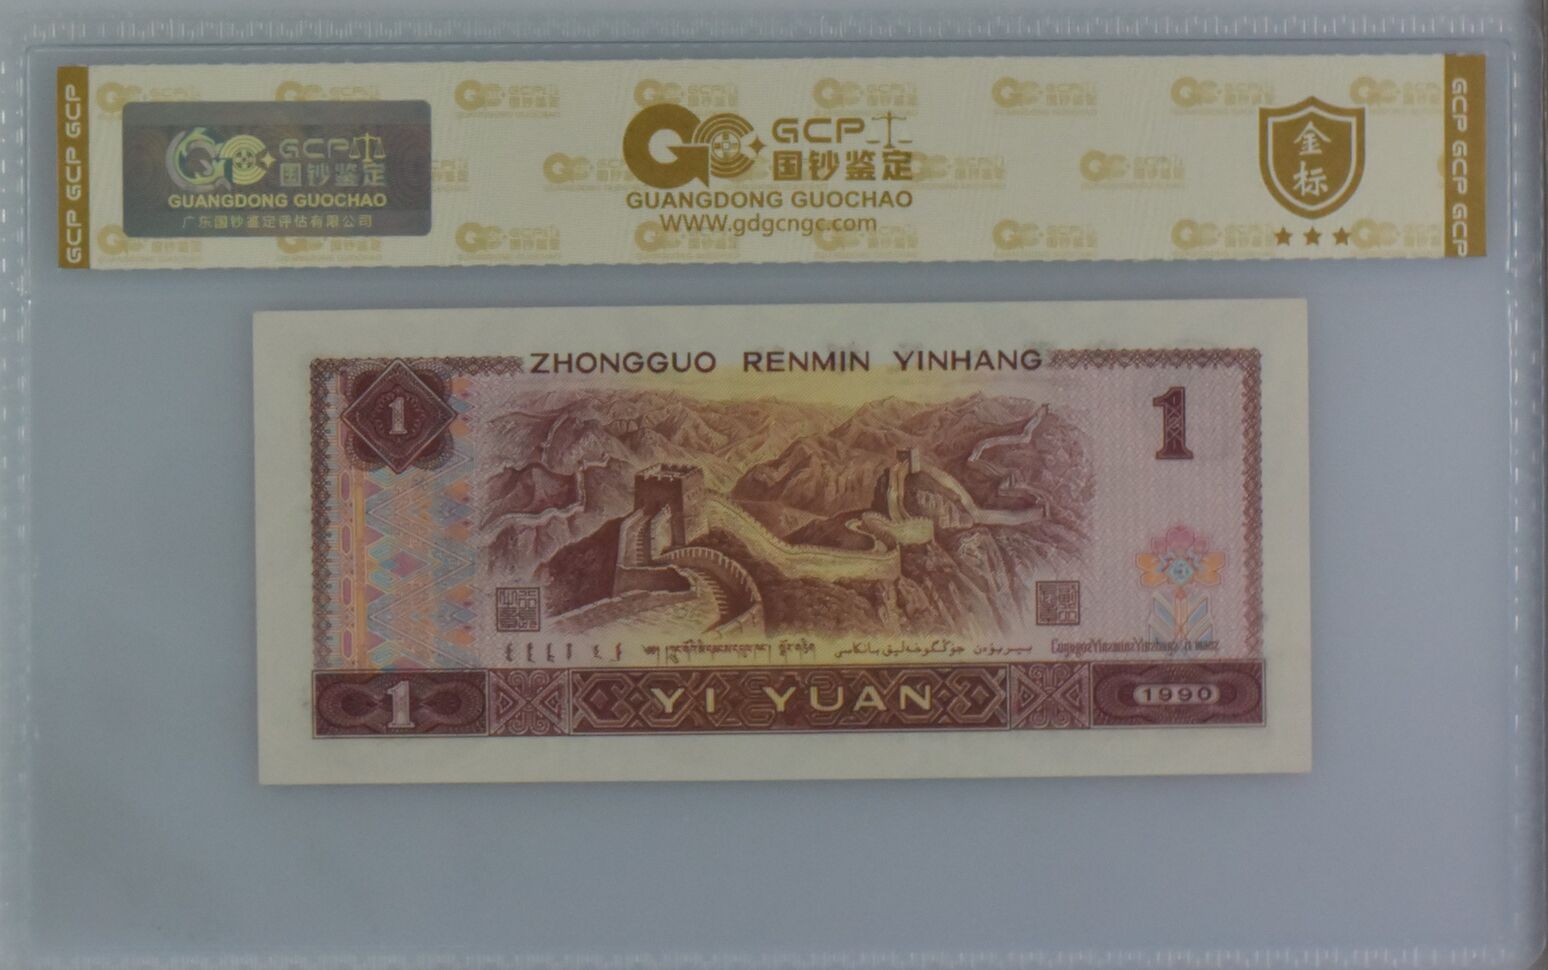 GCP GCP GCP
GCP
国钞鉴定
GUANGDONG GUOCHAO
广东国钞鉴定评估有限公司
GCP
国钞鉴定
GUANGDONG GUOCHAO
WWW.gdgcngc.com
金标
GCP GCP GCP
ZHONGGUO RENMIN YINHANG
1
1
1
YI YUAN
1990